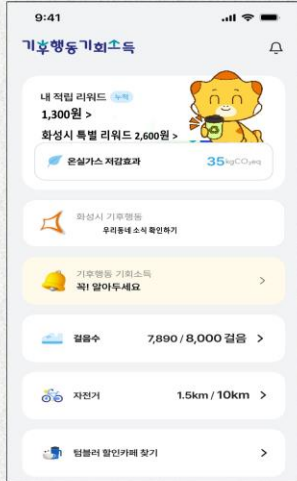 9:41
기후행동기회소득
내 적립 리워드 누적
1,300원 >
화성시 특별 리워드 2,600원 >
온실가스 저감효과 35kgCO₂eq
화성시 기후행동
우리동네 소식 확인하기
기후행동 기회소득
꼭! 알아두세요
걸음수 7,890 / 8,000 걸음 >
자전거 1.5km / 10km >
텀블러 할인카페 찾기 >